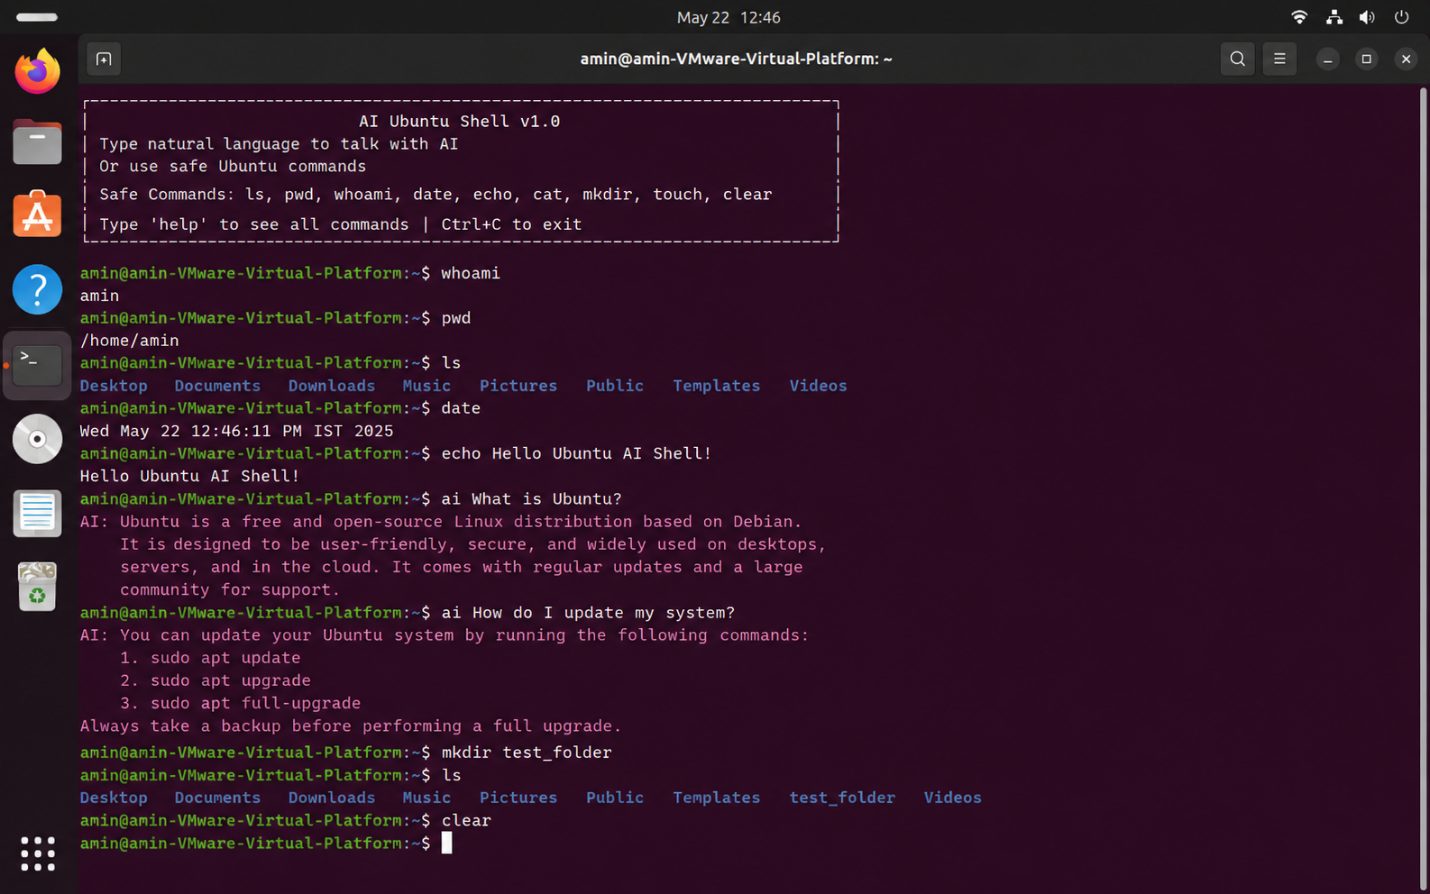 May 22 12:46
amin@amin-VMware-Virtual-Platform: ~
AI Ubuntu Shell v1.0
Type natural language to talk with AI
Or use safe Ubuntu commands
Safe Commands: ls, pwd, whoami, date, echo, cat, mkdir, touch, clear
Type 'help' to see all commands | Ctrl+C to exit
amin@amin-VMware-Virtual-Platform:~$ whoami
amin
amin@amin-VMware-Virtual-Platform:~$ pwd
/home/amin
amin@amin-VMware-Virtual-Platform:~$ ls
Desktop Documents Downloads Music Pictures Public Templates Videos
amin@amin-VMware-Virtual-Platform:~$ date
Wed May 22 12:46:11 PM IST 2025
amin@amin-VMware-Virtual-Platform:~$ echo Hello Ubuntu AI Shell!
Hello Ubuntu AI Shell!
amin@amin-VMware-Virtual-Platform:~$ ai What is Ubuntu?
AI: Ubuntu is a free and open-source Linux distribution based on Debian.
It is designed to be user-friendly, secure, and widely used on desktops,
servers, and in the cloud. It comes with regular updates and a large
community for support.
amin@amin-VMware-Virtual-Platform:~$ ai How do I update my system?
AI: You can update your Ubuntu system by running the following commands:
1. sudo apt update
2. sudo apt upgrade
3. sudo apt full-upgrade
Always take a backup before performing a full upgrade.
amin@amin-VMware-Virtual-Platform:~$ mkdir test_folder
amin@amin-VMware-Virtual-Platform:~$ ls
Desktop Documents Downloads Music Pictures Public Templates test_folder Videos
amin@amin-VMware-Virtual-Platform:~$ clear
amin@amin-VMware-Virtual-Platform:~$